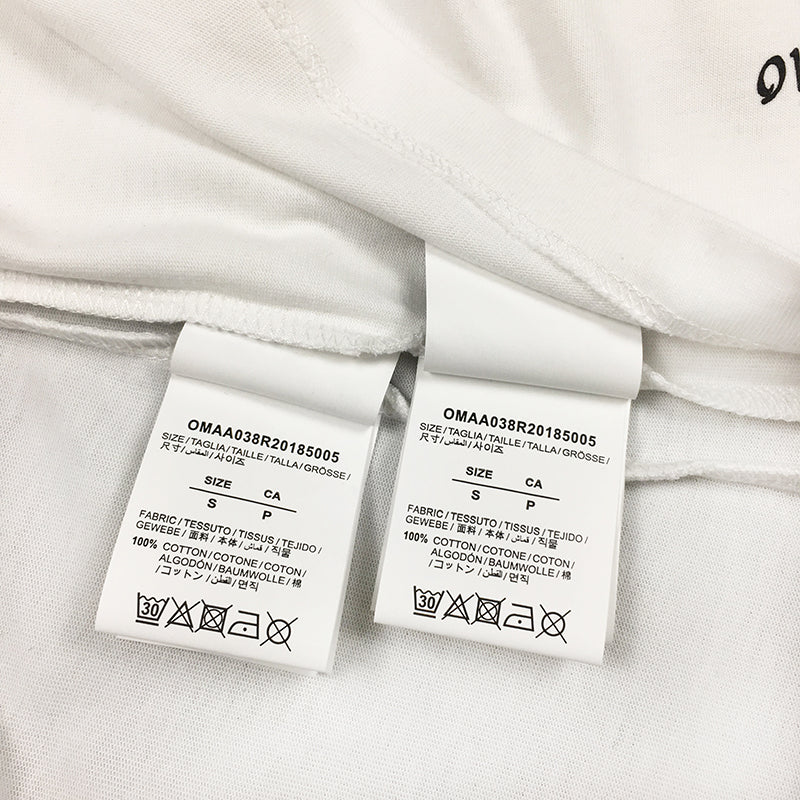 OMAA038R20185005
SIZE/TAGLIA/TAILLE/TALLA/GRÖSSE/
尺寸/المقاس/사이즈
SIZE CA
S P
FABRIC/TESSUTO/TISSUS/TEJIDO/
GEWEBE/面料/本体/قماش/직물
100% COTTON/COTONE/COTON/
ALGODÓN/BAUMWOLLE/棉
/コットン/القطن/면직
30
OMAA038R20185005
SIZE/TAGLIA/TAILLE/TALLA/GRÖSSE/
尺寸/المقاس/사이즈
SIZE CA
S P
FABRIC/TESSUTO/TISSUS/TEJIDO/
GEWEBE/面料/本体/قماش/직물
100% COTTON/COTONE/COTON/
ALGODÓN/BAUMWOLLE/棉
/コットン/القطن/면직
30